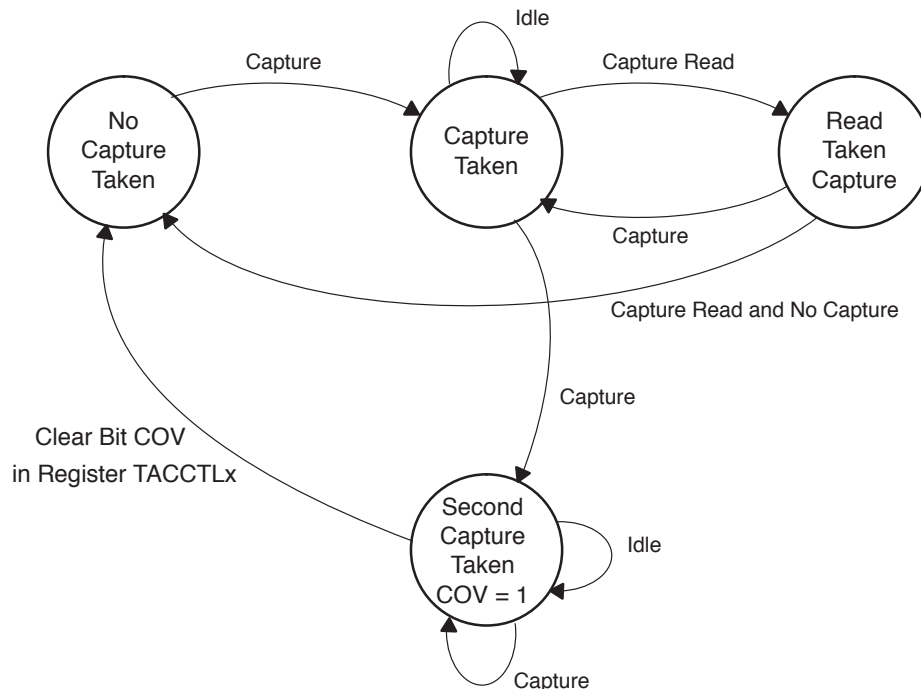 Idle
Capture
Capture Read
No
Capture
Taken
Capture
Taken
Read
Taken
Capture
Capture
Capture Read and No Capture
Capture
Clear Bit COV
in Register TACCTLx
Second
Capture
Taken
COV = 1
Idle
Capture